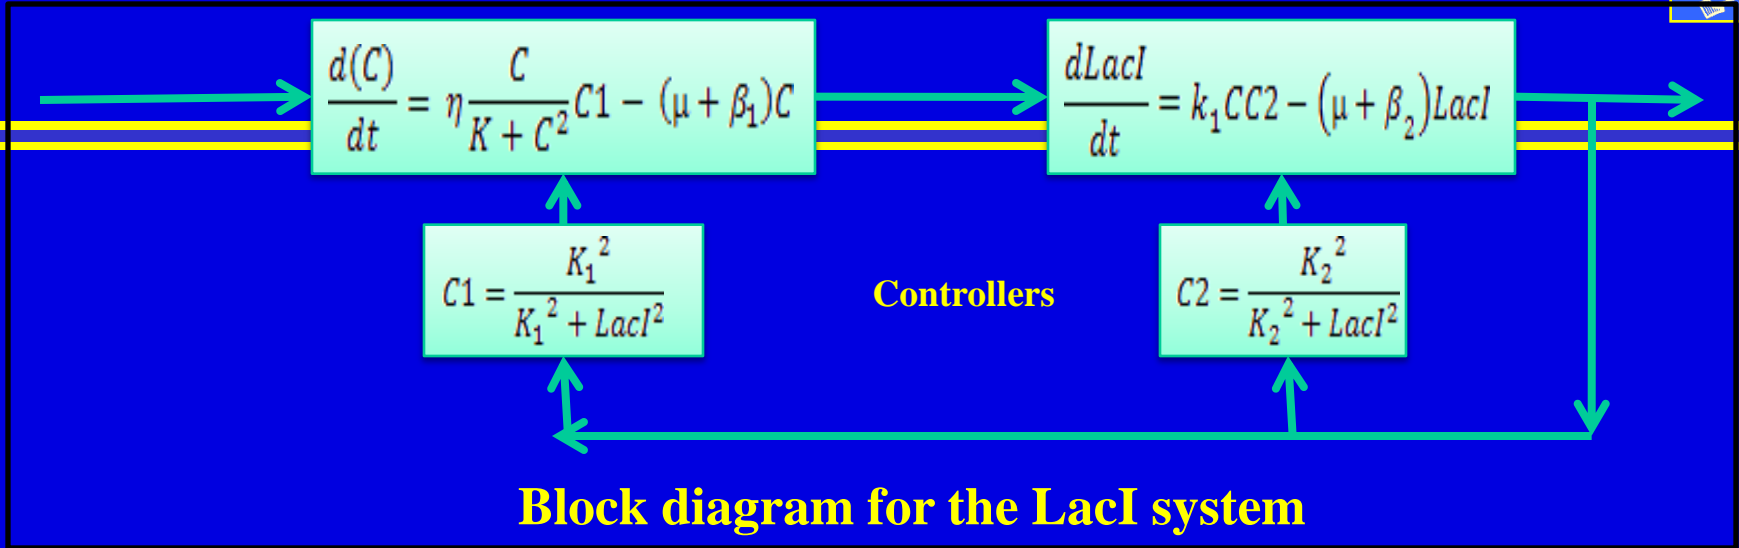 d(C)/dt = η C/(K + C²) C1 − (μ + β₁)C
dLacI/dt = k₁CC2 − (μ + β₂)LacI
C1 = K₁²/(K₁² + LacI²)
Controllers
C2 = K₂²/(K₂² + LacI²)
Block diagram for the LacI system